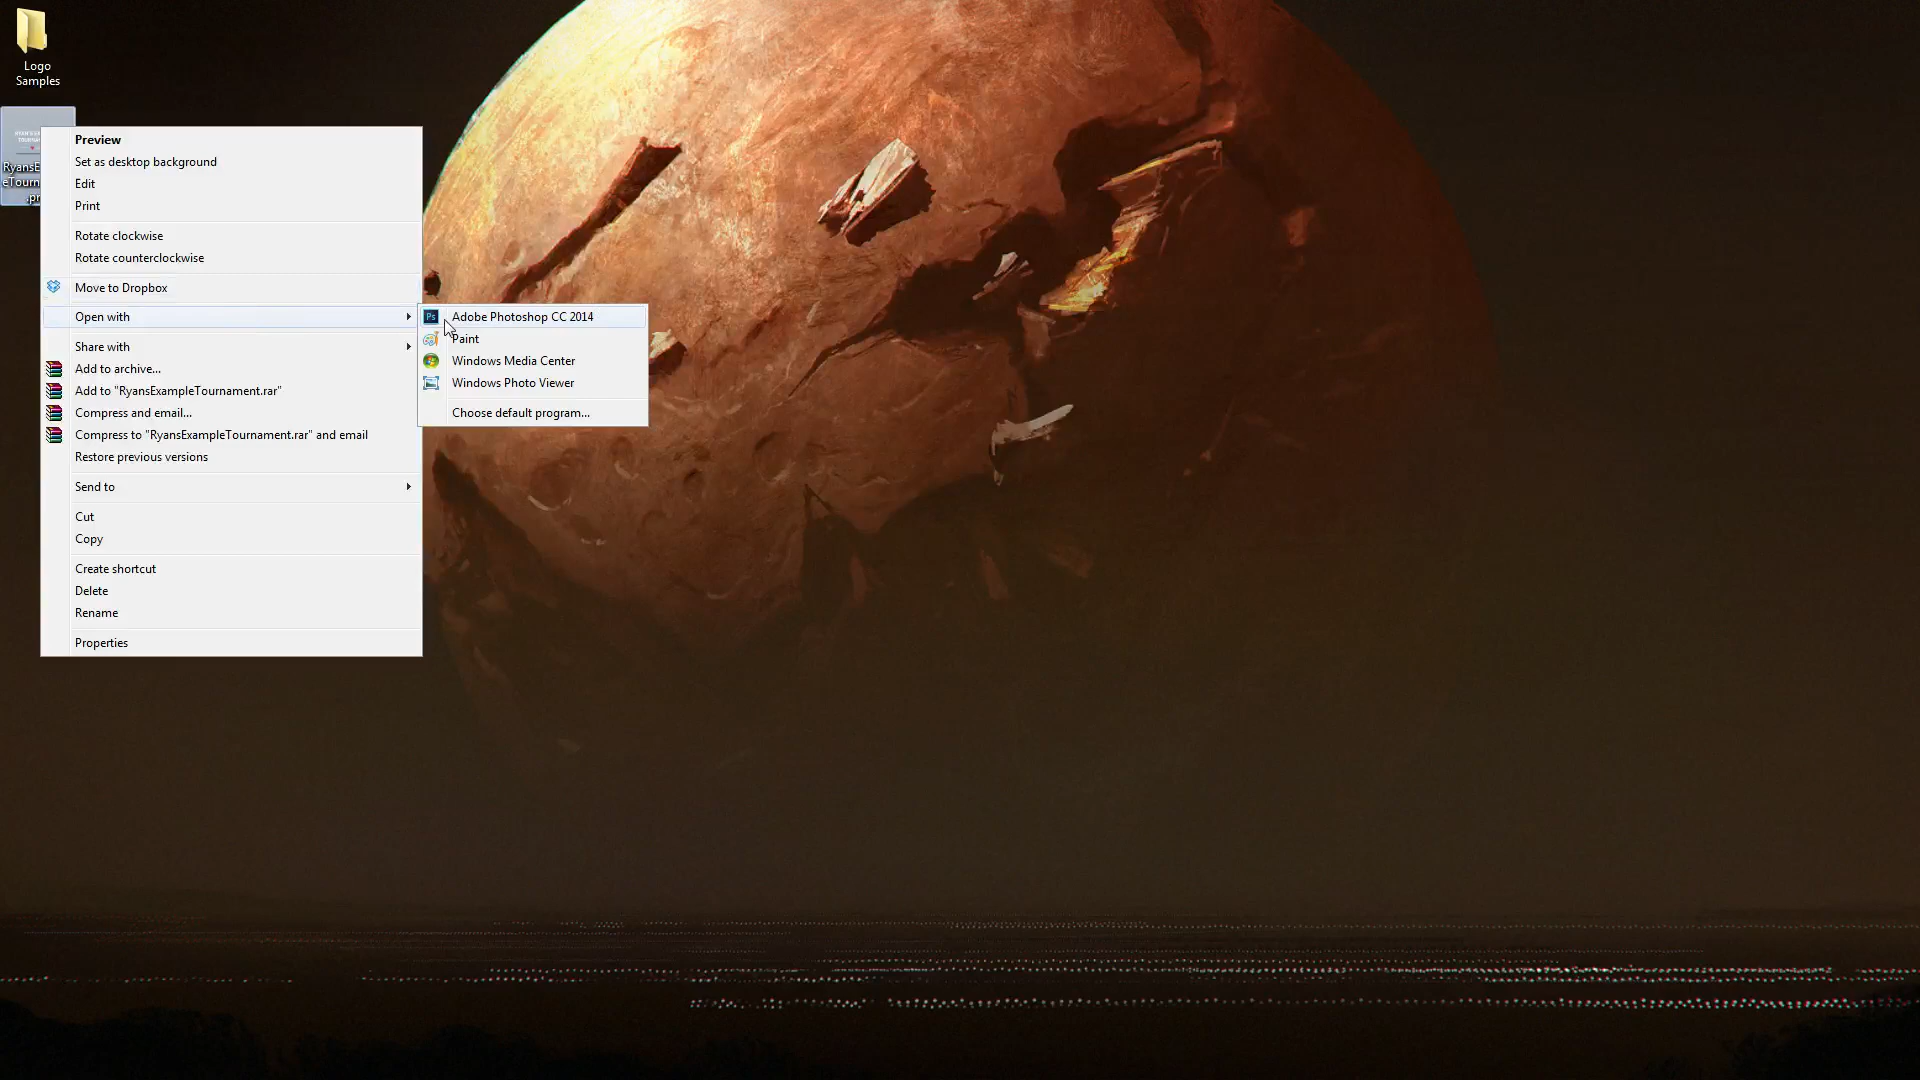 Logo
Samples
Preview
Set as desktop background
Edit
Print
Rotate clockwise
Rotate counterclockwise
Move to Dropbox
Open with
Adobe Photoshop CC 2014
Paint
Windows Media Center
Windows Photo Viewer
Choose default program...
Share with
Add to archive...
Add to "RyansExampleTournament.rar"
Compress and email...
Compress to "RyansExampleTournament.rar" and email
Restore previous versions
Send to
Cut
Copy
Create shortcut
Delete
Rename
Properties